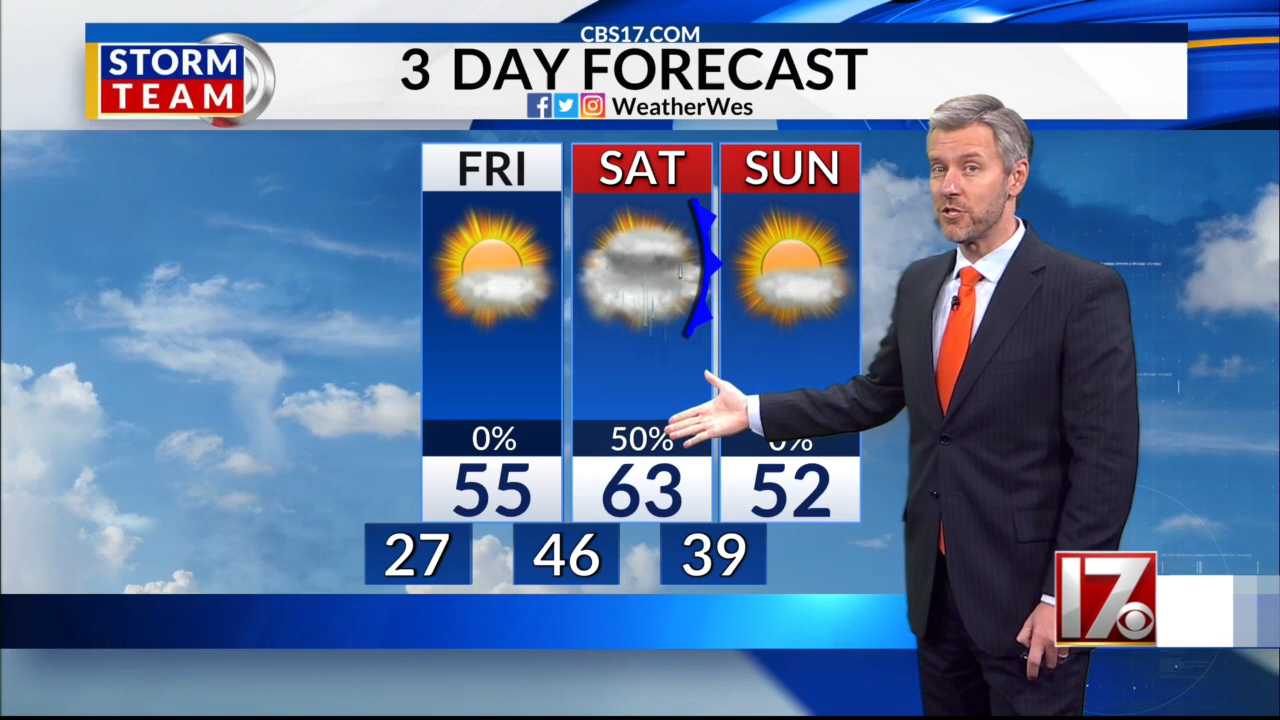 CBS17.COM
STORM
TEAM
3 DAY FORECAST
WeatherWes
FRI SAT SUN
0% 50% 0%
55 63 52
27 46 39
17